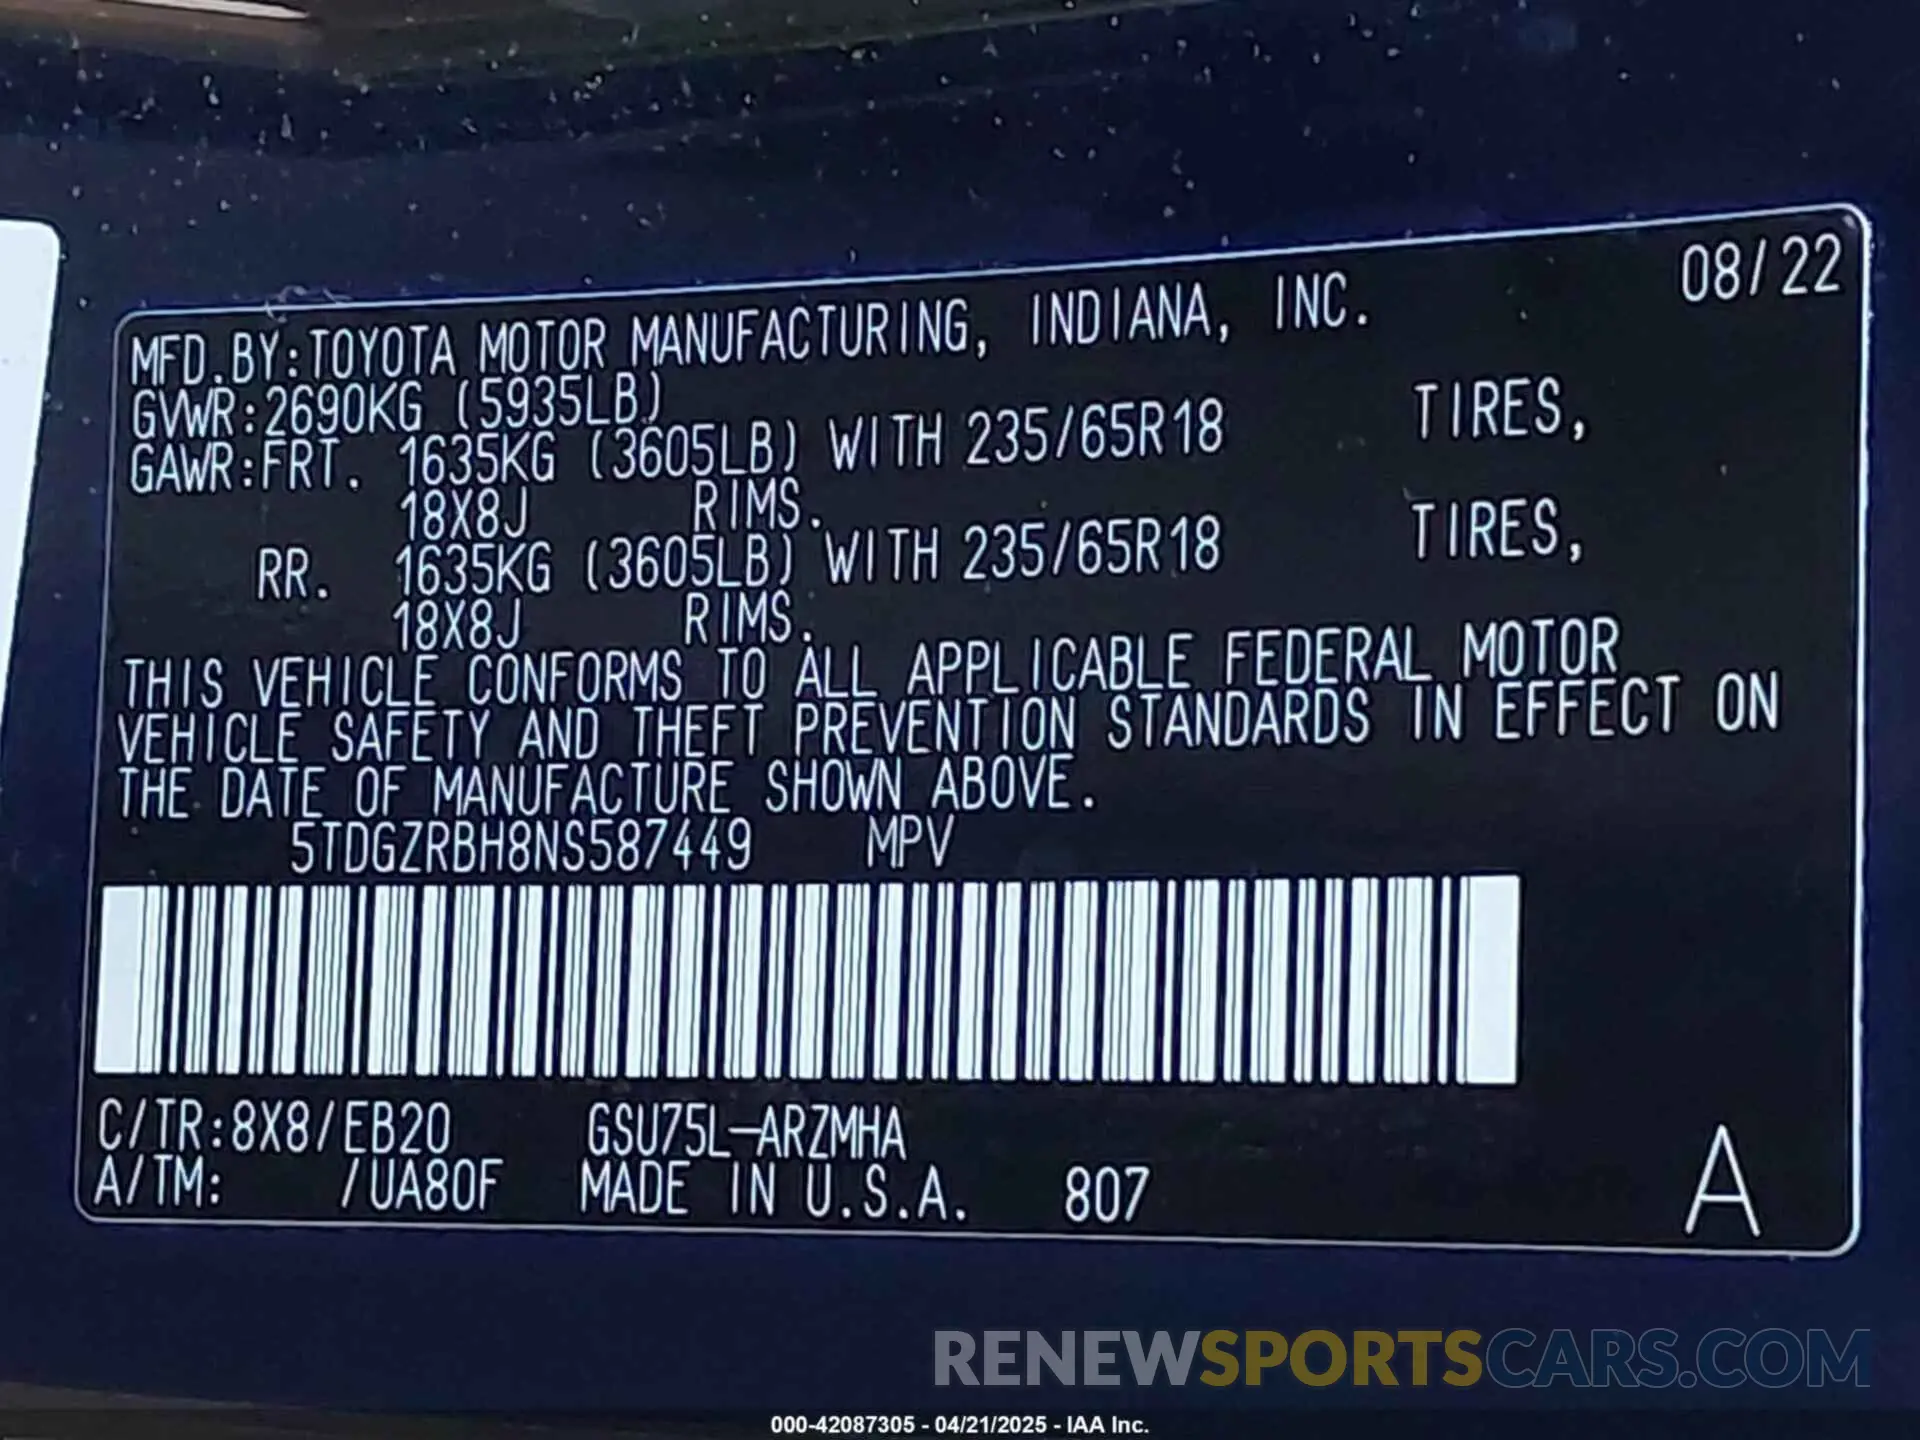 08/22
MFD.BY:TOYOTA MOTOR MANUFACTURING, INDIANA, INC.
GVWR:2690KG (5935LB)
GAWR:FRT. 1635KG (3605LB) WITH 235/65R18 TIRES,
18X8J RIMS.
RR. 1635KG (3605LB) WITH 235/65R18 TIRES,
18X8J RIMS.
THIS VEHICLE CONFORMS TO ALL APPLICABLE FEDERAL MOTOR
VEHICLE SAFETY AND THEFT PREVENTION STANDARDS IN EFFECT ON
THE DATE OF MANUFACTURE SHOWN ABOVE.
5TDGZRBH8NS587449 MPV
C/TR:8X8/EB20 GSU75L-ARZMHA
A/TM: /UA80F MADE IN U.S.A. 807 A
RENEWSPORTSCARS.COM
000-42087305 - 04/21/2025 - IAA Inc.